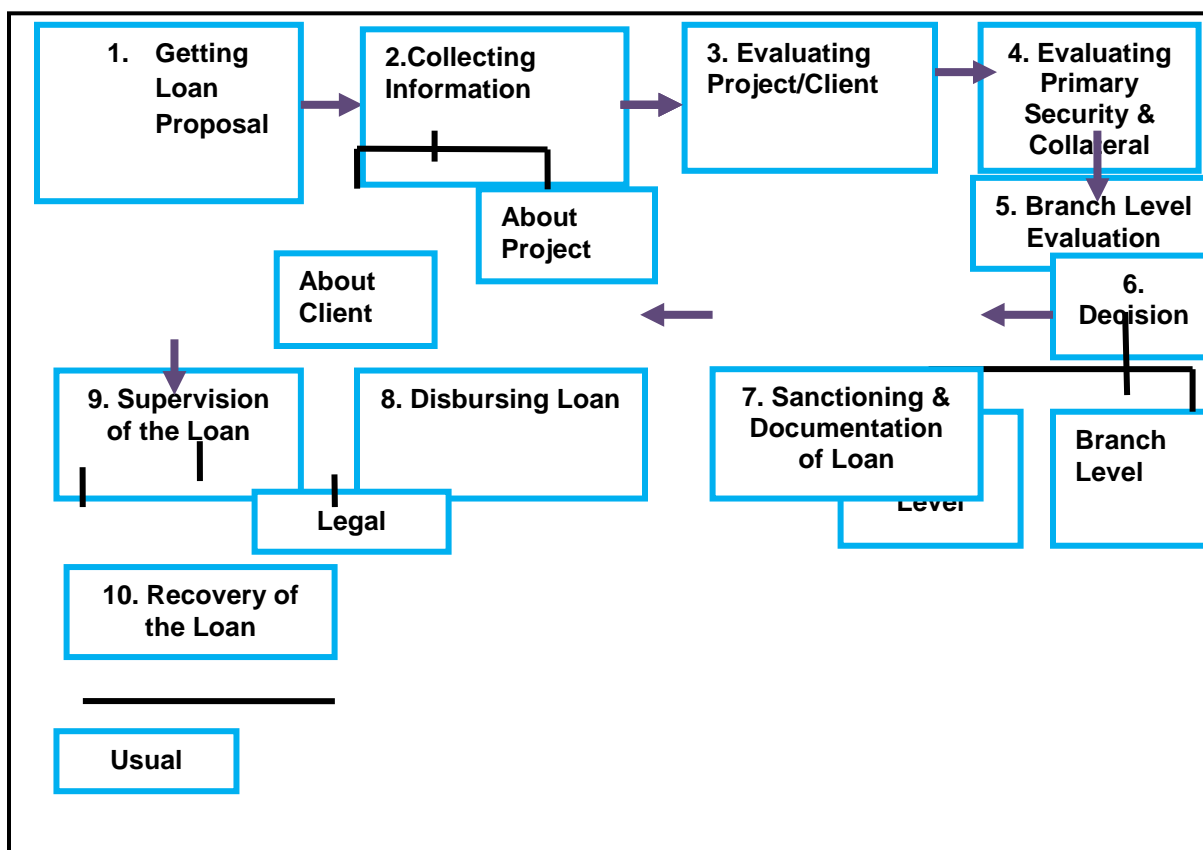 1. Getting
Loan
Proposal
2.Collecting
Information
About
Project
About
Client
3. Evaluating
Project/Client
4. Evaluating
Primary
Security &
Collateral
5. Branch Level
Evaluation
6.
Decision
Branch
Level
Level
7. Sanctioning &
Documentation
of Loan
8. Disbursing Loan
9. Supervision
of the Loan
Legal
10. Recovery of
the Loan
Usual